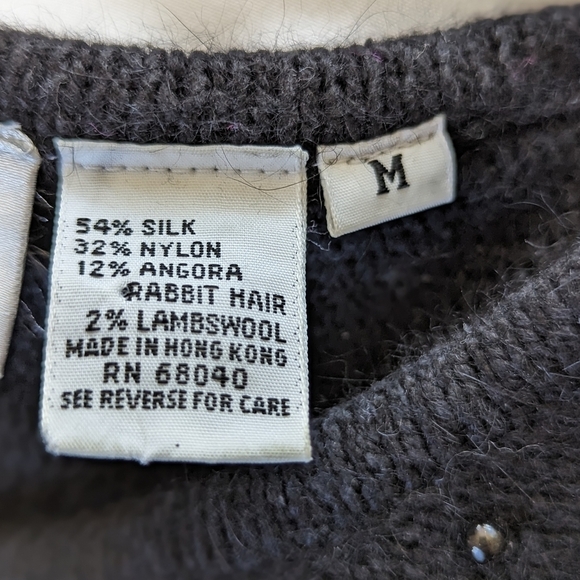 54% SILK
32% NYLON
12% ANGORA
RABBIT HAIR
2% LAMBSWOOL
MADE IN HONG KONG
RN 68040
SEE REVERSE FOR CARE
M